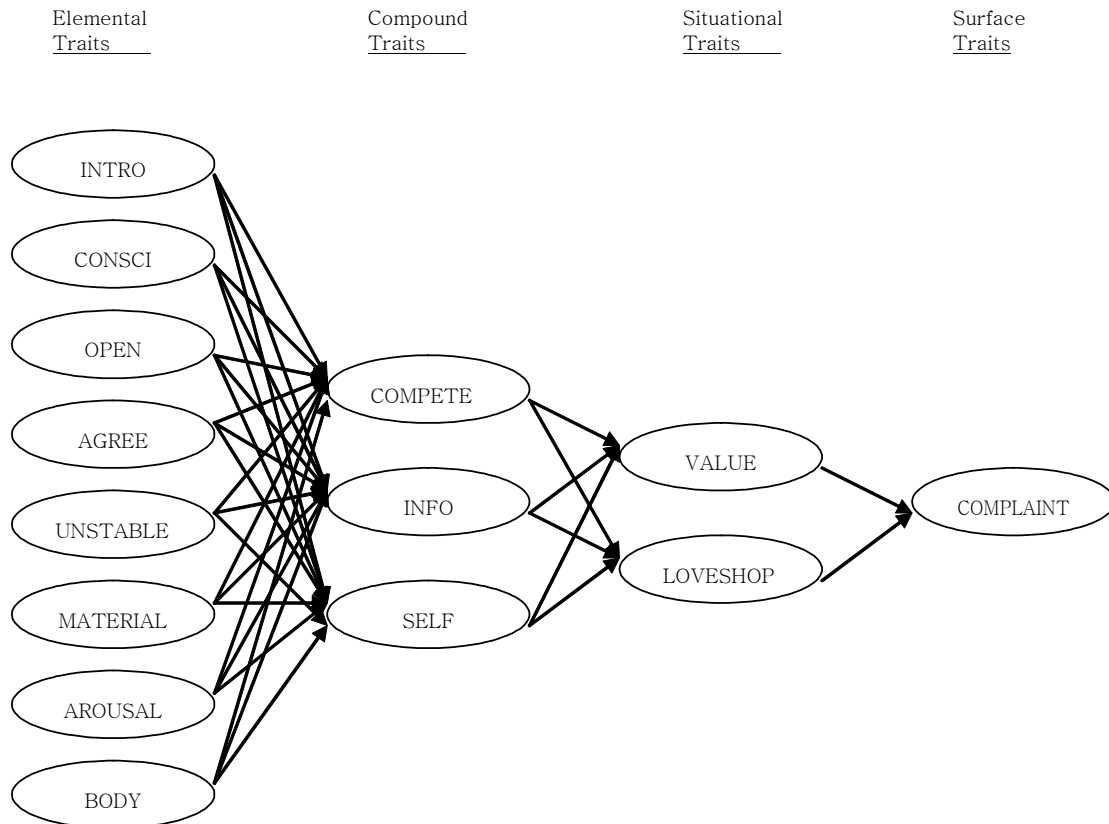 Elemental
Traits
Compound
Traits
Situational
Traits
Surface
Traits
INTRO
CONSCI
OPEN
AGREE
UNSTABLE
MATERIAL
AROUSAL
BODY
COMPETE
INFO
SELF
VALUE
LOVESHOP
COMPLAINT